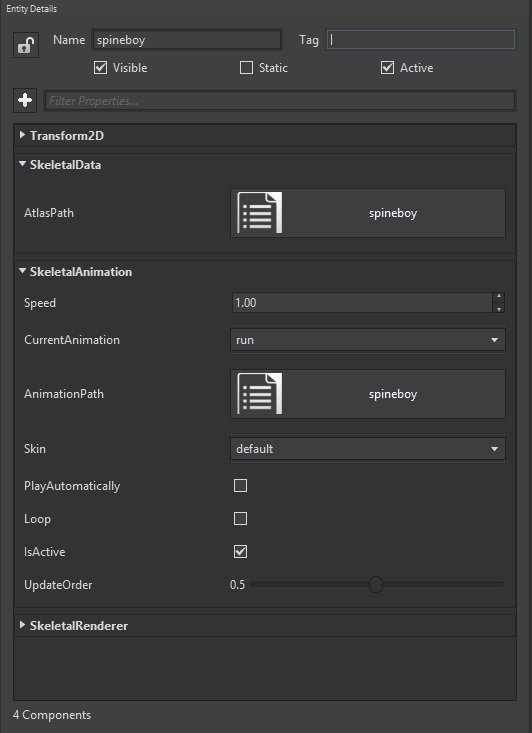 Entity Details
Name spineboy Tag
Visible Static Active
Filter Properties...
Transform2D
SkeletalData
AtlasPath spineboy
SkeletalAnimation
Speed 1.00
CurrentAnimation run
AnimationPath spineboy
Skin default
PlayAutomatically
Loop
IsActive
UpdateOrder 0.5
SkeletalRenderer
4 Components